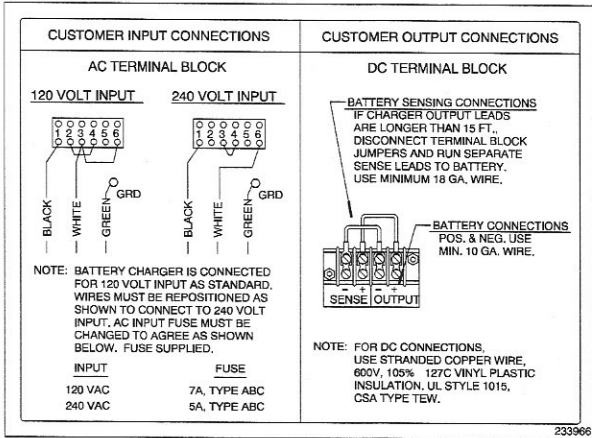 CUSTOMER INPUT CONNECTIONS
AC TERMINAL BLOCK
120 VOLT INPUT
240 VOLT INPUT
1 2 3 4 5 6
1 2 3 4 5 6
GRD
GRD
BLACK
WHITE
GREEN
BLACK
WHITE
GREEN
NOTE: BATTERY CHARGER IS CONNECTED
FOR 120 VOLT INPUT AS STANDARD.
WIRES MUST BE REPOSITIONED AS
SHOWN TO CONNECT TO 240 VOLT
INPUT. AC INPUT FUSE MUST BE
CHANGED TO AGREE AS SHOWN
BELOW. FUSE SUPPLIED.
INPUT FUSE
120 VAC 7A, TYPE ABC
240 VAC 5A, TYPE ABC
CUSTOMER OUTPUT CONNECTIONS
DC TERMINAL BLOCK
BATTERY SENSING CONNECTIONS
IF CHARGER OUTPUT LEADS
ARE LONGER THAN 15 FT.,
DISCONNECT TERMINAL BLOCK
JUMPERS AND RUN SEPARATE
SENSE LEADS TO BATTERY.
USE MINIMUM 18 GA. WIRE.
BATTERY CONNECTIONS
POS. & NEG. USE
MIN. 10 GA. WIRE.
- + - +
SENSE OUTPUT
NOTE: FOR DC CONNECTIONS,
USE STRANDED COPPER WIRE,
600V, 105% 127C VINYL PLASTIC
INSULATION. UL STYLE 1015,
CSA TYPE TEW.
233966